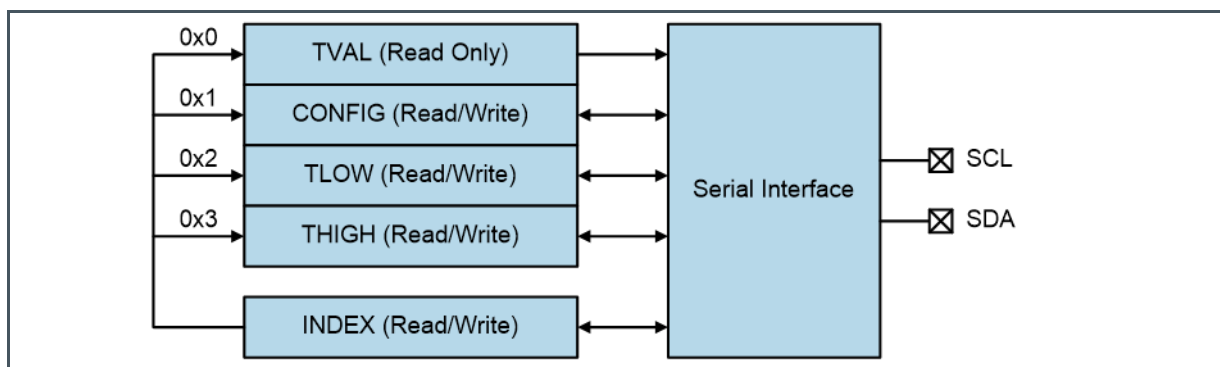 0x0
TVAL (Read Only)
0x1
CONFIG (Read/Write)
0x2
TLOW (Read/Write)
0x3
THIGH (Read/Write)
INDEX (Read/Write)
Serial Interface
SCL
SDA